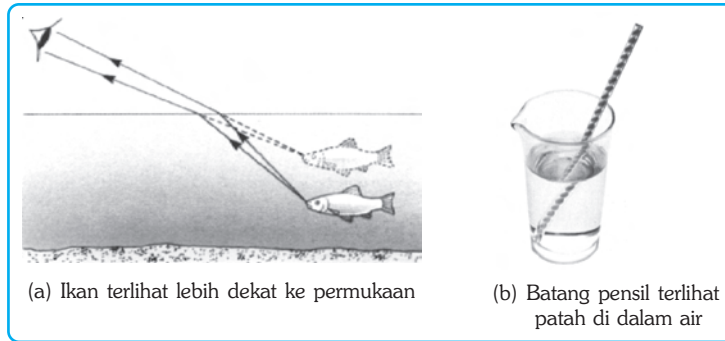 (a) Ikan terlihat lebih dekat ke permukaan
(b) Batang pensil terlihat
patah di dalam air